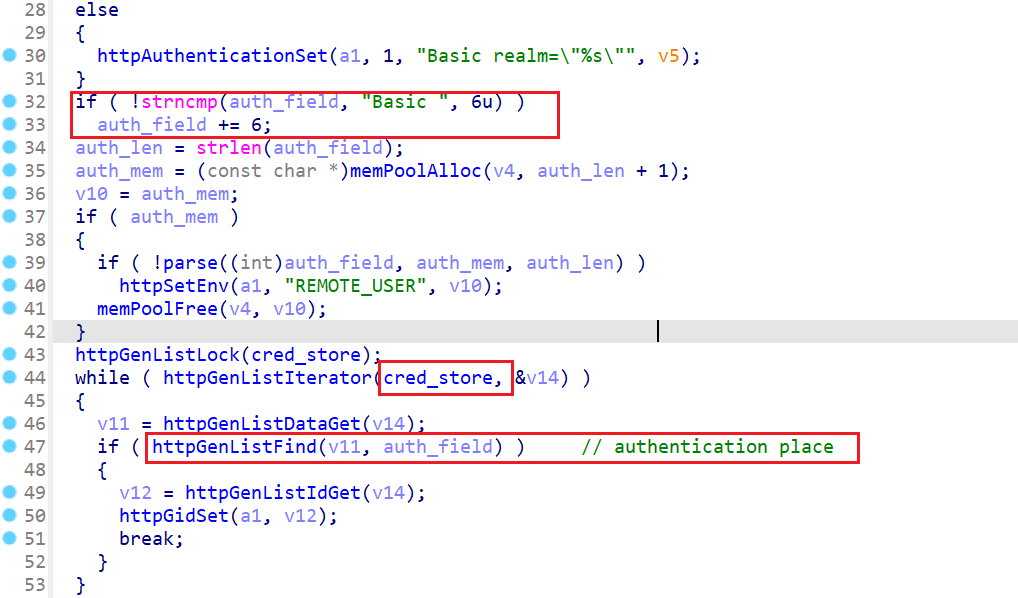 28 else
29 {
30 httpAuthenticationSet(a1, 1, "Basic realm=\"%s\"", v5);
31 }
32 if ( !strncmp(auth_field, "Basic ", 6u) )
33 auth_field += 6;
34 auth_len = strlen(auth_field);
35 auth_mem = (const char *)memPoolAlloc(v4, auth_len + 1);
36 v10 = auth_mem;
37 if ( auth_mem )
38 {
39 if ( !parse((int)auth_field, auth_mem, auth_len) )
40 httpSetEnv(a1, "REMOTE_USER", v10);
41 memPoolFree(v4, v10);
42 }
43 httpGenListLock(cred_store);
44 while ( httpGenListIterator(cred_store, &v14) )
45 {
46 v11 = httpGenListDataGet(v14);
47 if ( httpGenListFind(v11, auth_field) ) // authentication place
48 {
49 v12 = httpGenListIdGet(v14);
50 httpGidSet(a1, v12);
51 break;
52 }
53 }